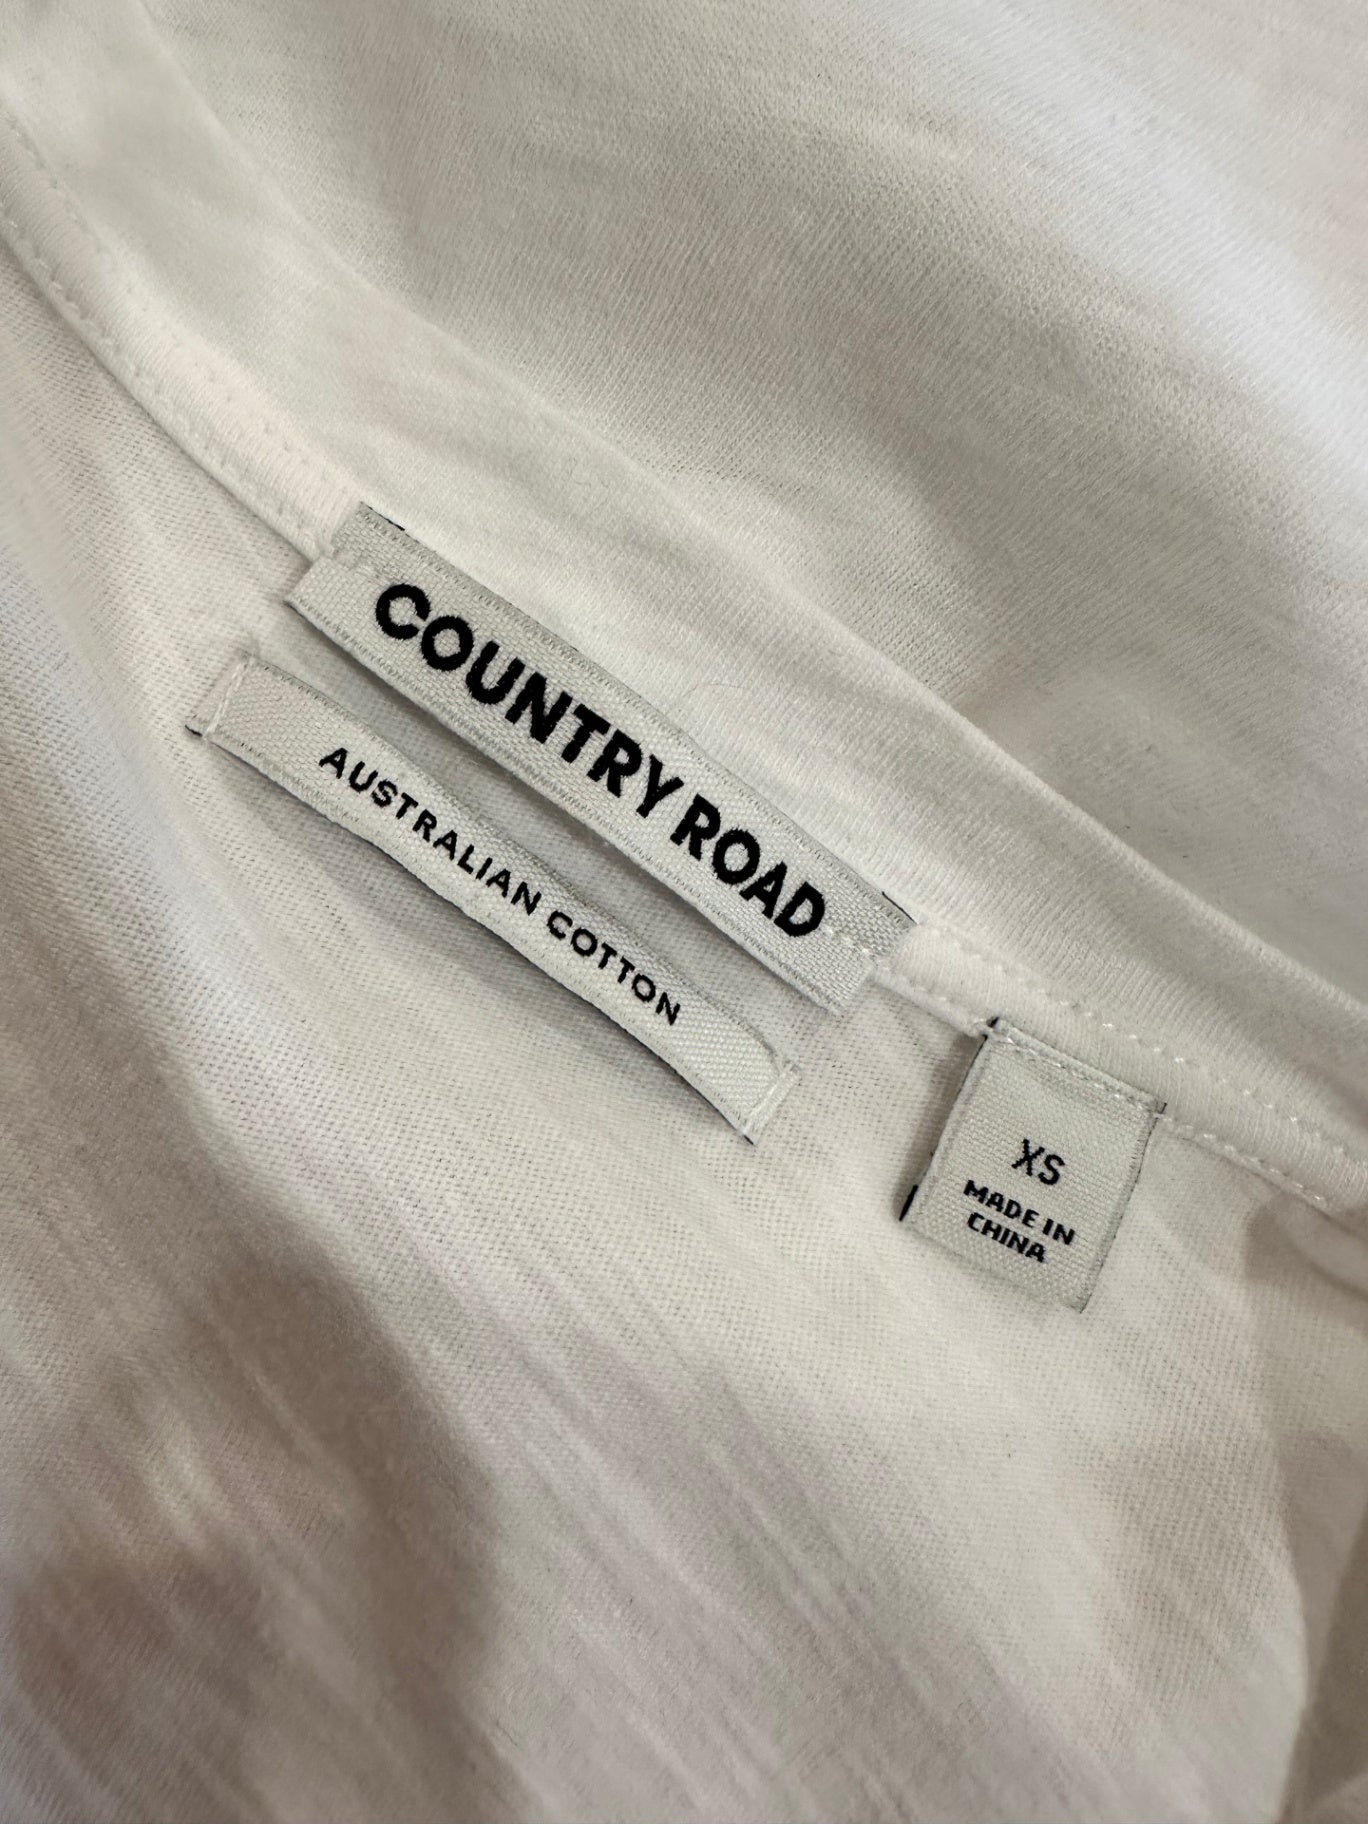 COUNTRY ROAD
AUSTRALIAN COTTON
XS
MADE IN
CHINA